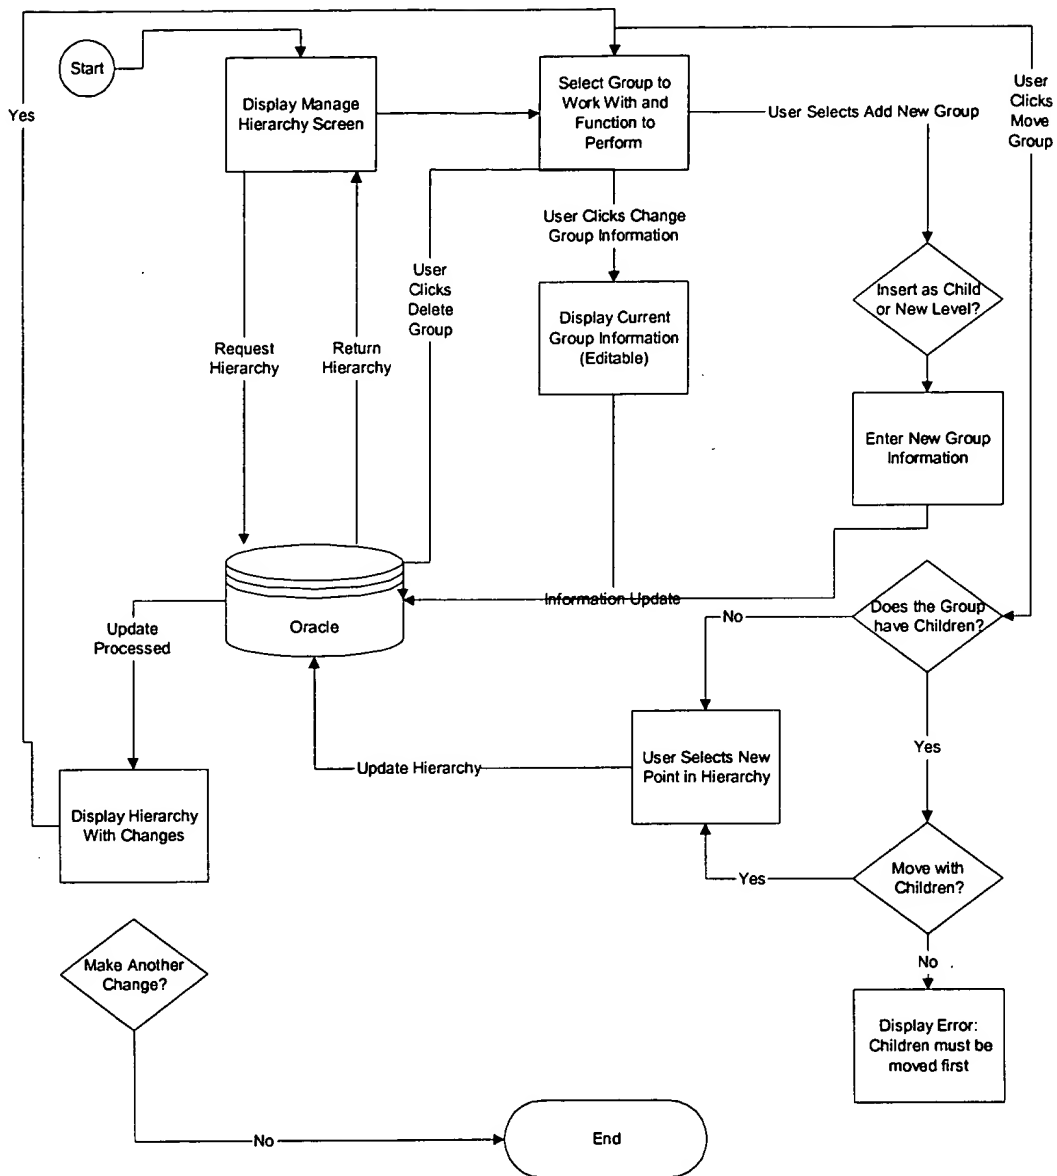 Start
Yes
Display Manage
Hierarchy Screen
Select Group to
Work With and
Function to
Perform
User Selects Add New Group
User
Clicks
Move
Group
User Clicks Change
Group Information
User
Clicks
Delete
Group
Insert as Child
or New Level?
Display Current
Group Information
(Editable)
Request
Hierarchy
Return
Hierarchy
Enter New Group
Information
Information Update
Oracle
Does the Group
have Children?
No
Update
Processed
Yes
User Selects New
Point in Hierarchy
Update Hierarchy
Display Hierarchy
With Changes
Move with
Children?
Yes
No
Make Another
Change?
Display Error:
Children must be
moved first
No
End